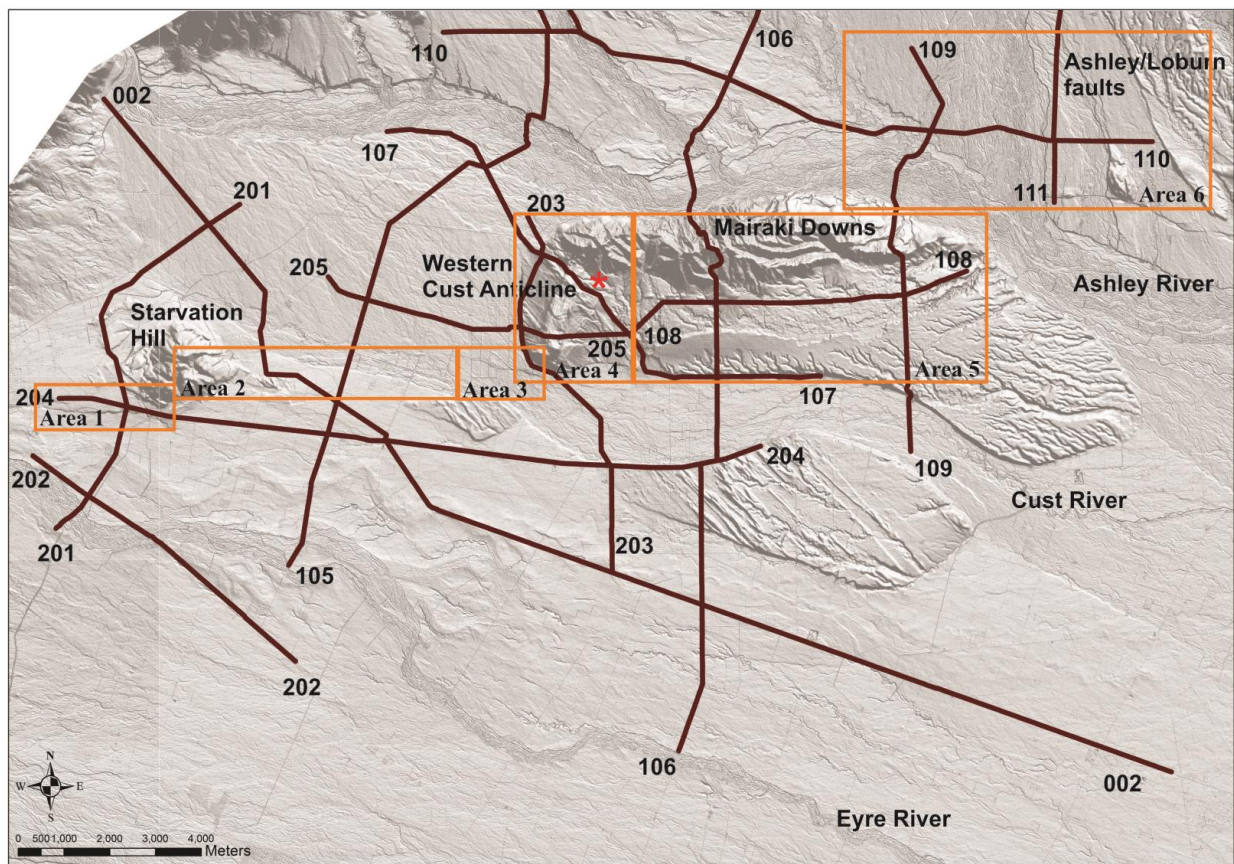 106
110
109
Ashley/Loburn
faults
002
107
110
201
111
Area 6
203
Mairaki Downs
205
Western
Cust Anticline
*
108
Ashley River
Starvation
Hill
108
205
Area 2
Area 3
Area 4
Area 5
107
204
Area 1
204
109
202
Cust River
201
203
105
202
106
002
Eyre River
N
W
E
S
0 500 1,000 2,000 3,000 4,000
Meters